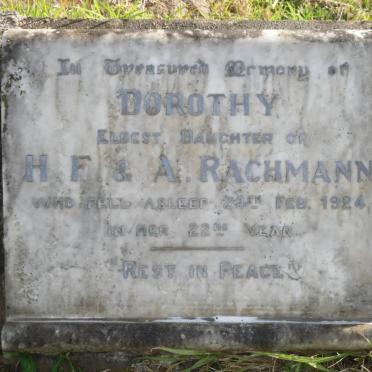 In Treasured Memory of
DOROTHY
ELDEST DAUGHTER OF
H. F. & A. RACHMANN
WHO FELL ASLEEP 24TH FEB. 1924
IN HER 22ND YEAR
"REST IN PEACE"